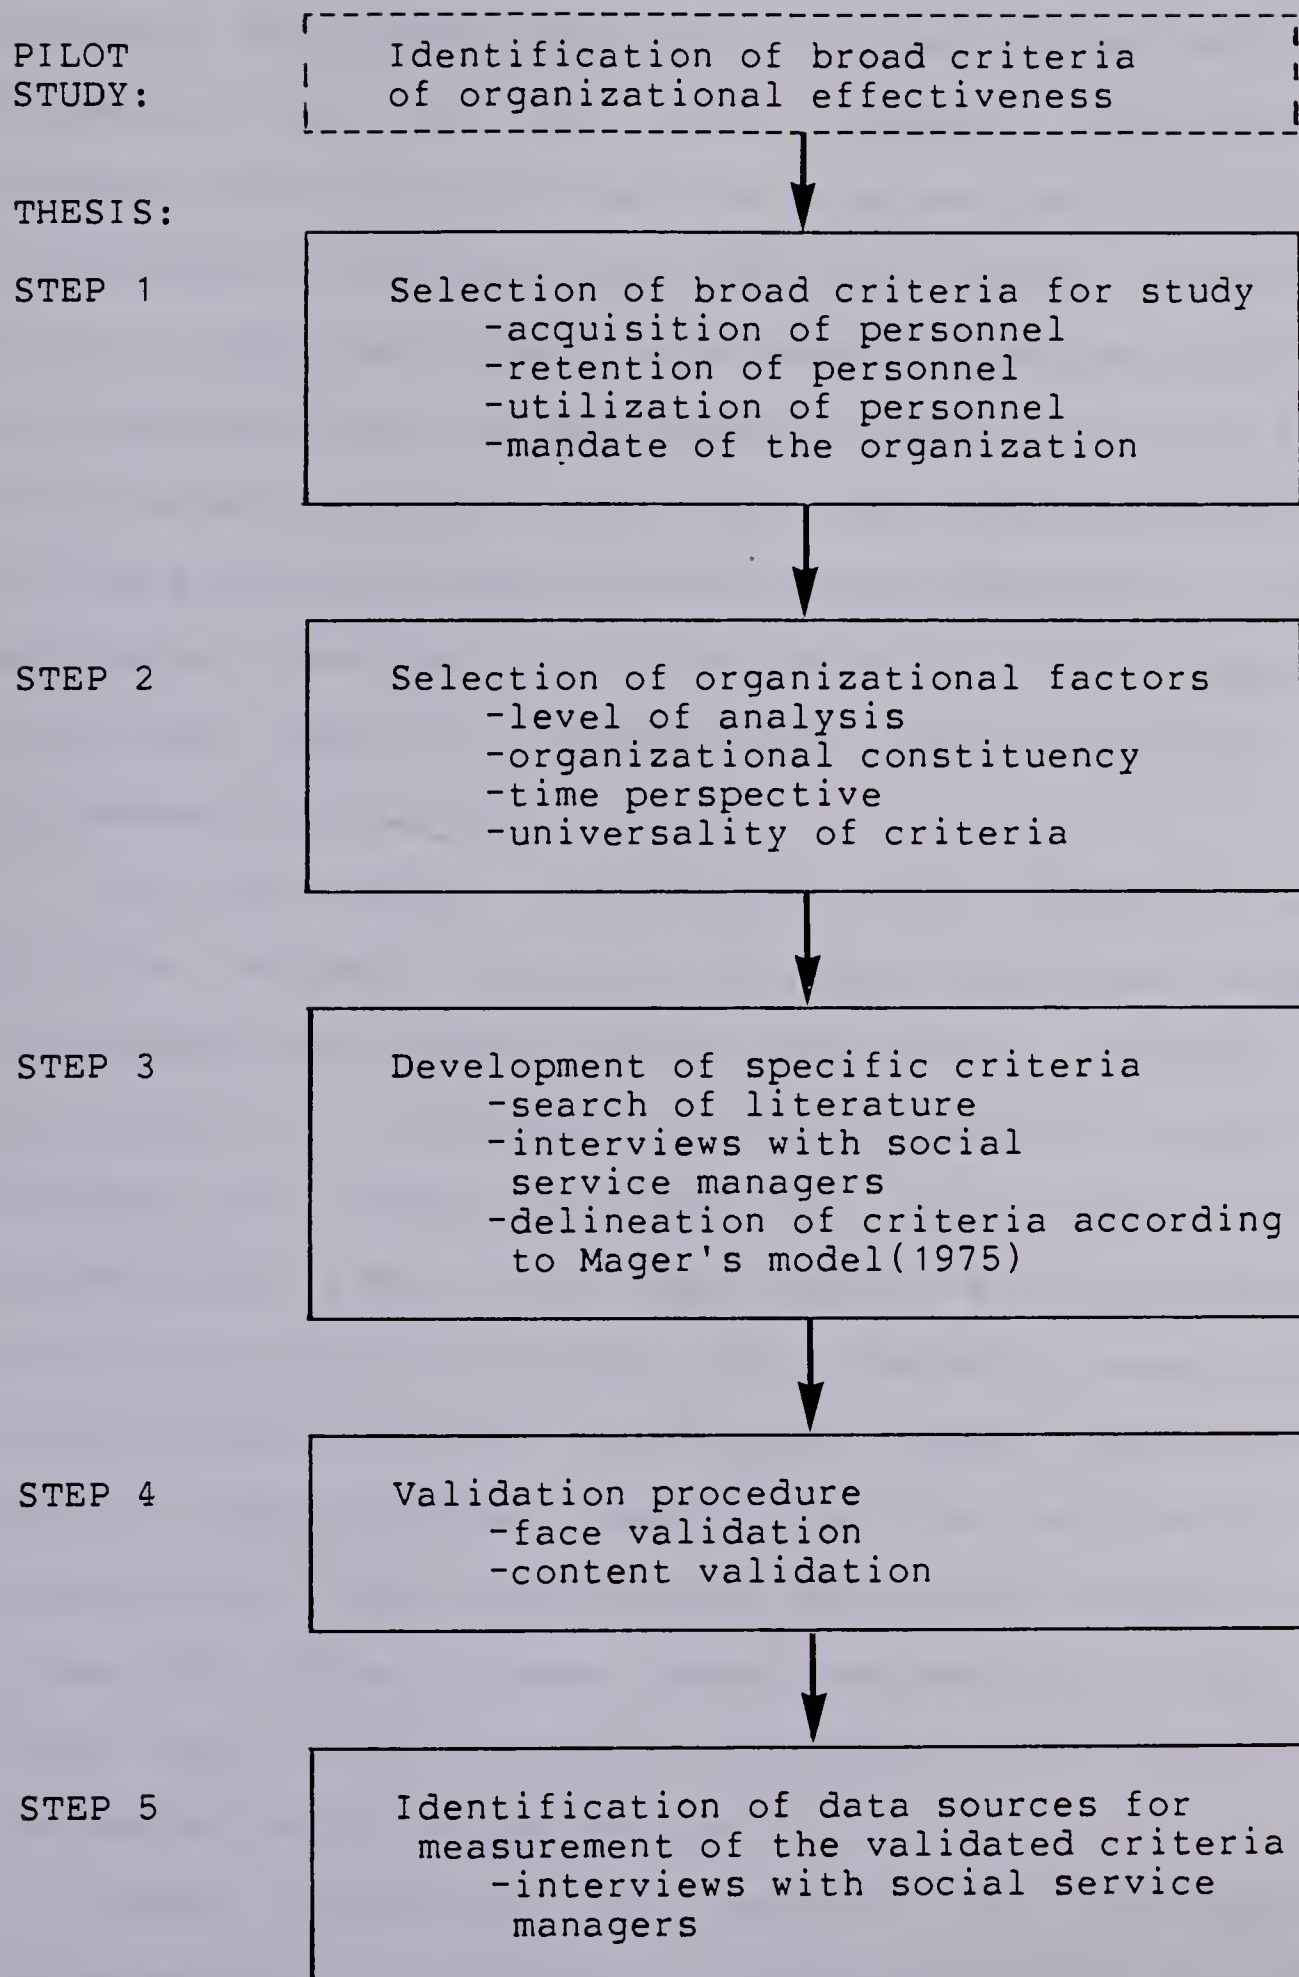 PILOT
STUDY:
Identification of broad criteria
of organizational effectiveness
THESIS:
STEP 1
Selection of broad criteria for study
-acquisition of personnel
-retention of personnel
-utilization of personnel
-mandate of the organization
STEP 2
Selection of organizational factors
-level of analysis
-organizational constituency
-time perspective
-universality of criteria
STEP 3
Development of specific criteria
-search of literature
-interviews with social
service managers
-delineation of criteria according
to Mager's model(1975)
STEP 4
Validation procedure
-face validation
-content validation
STEP 5
Identification of data sources for
measurement of the validated criteria
-interviews with social service
managers